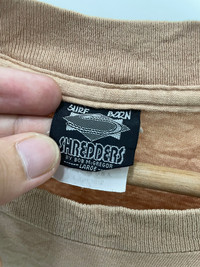 SURF BORN
SHREDDERS
BY BOB McGREGOR
LARGE